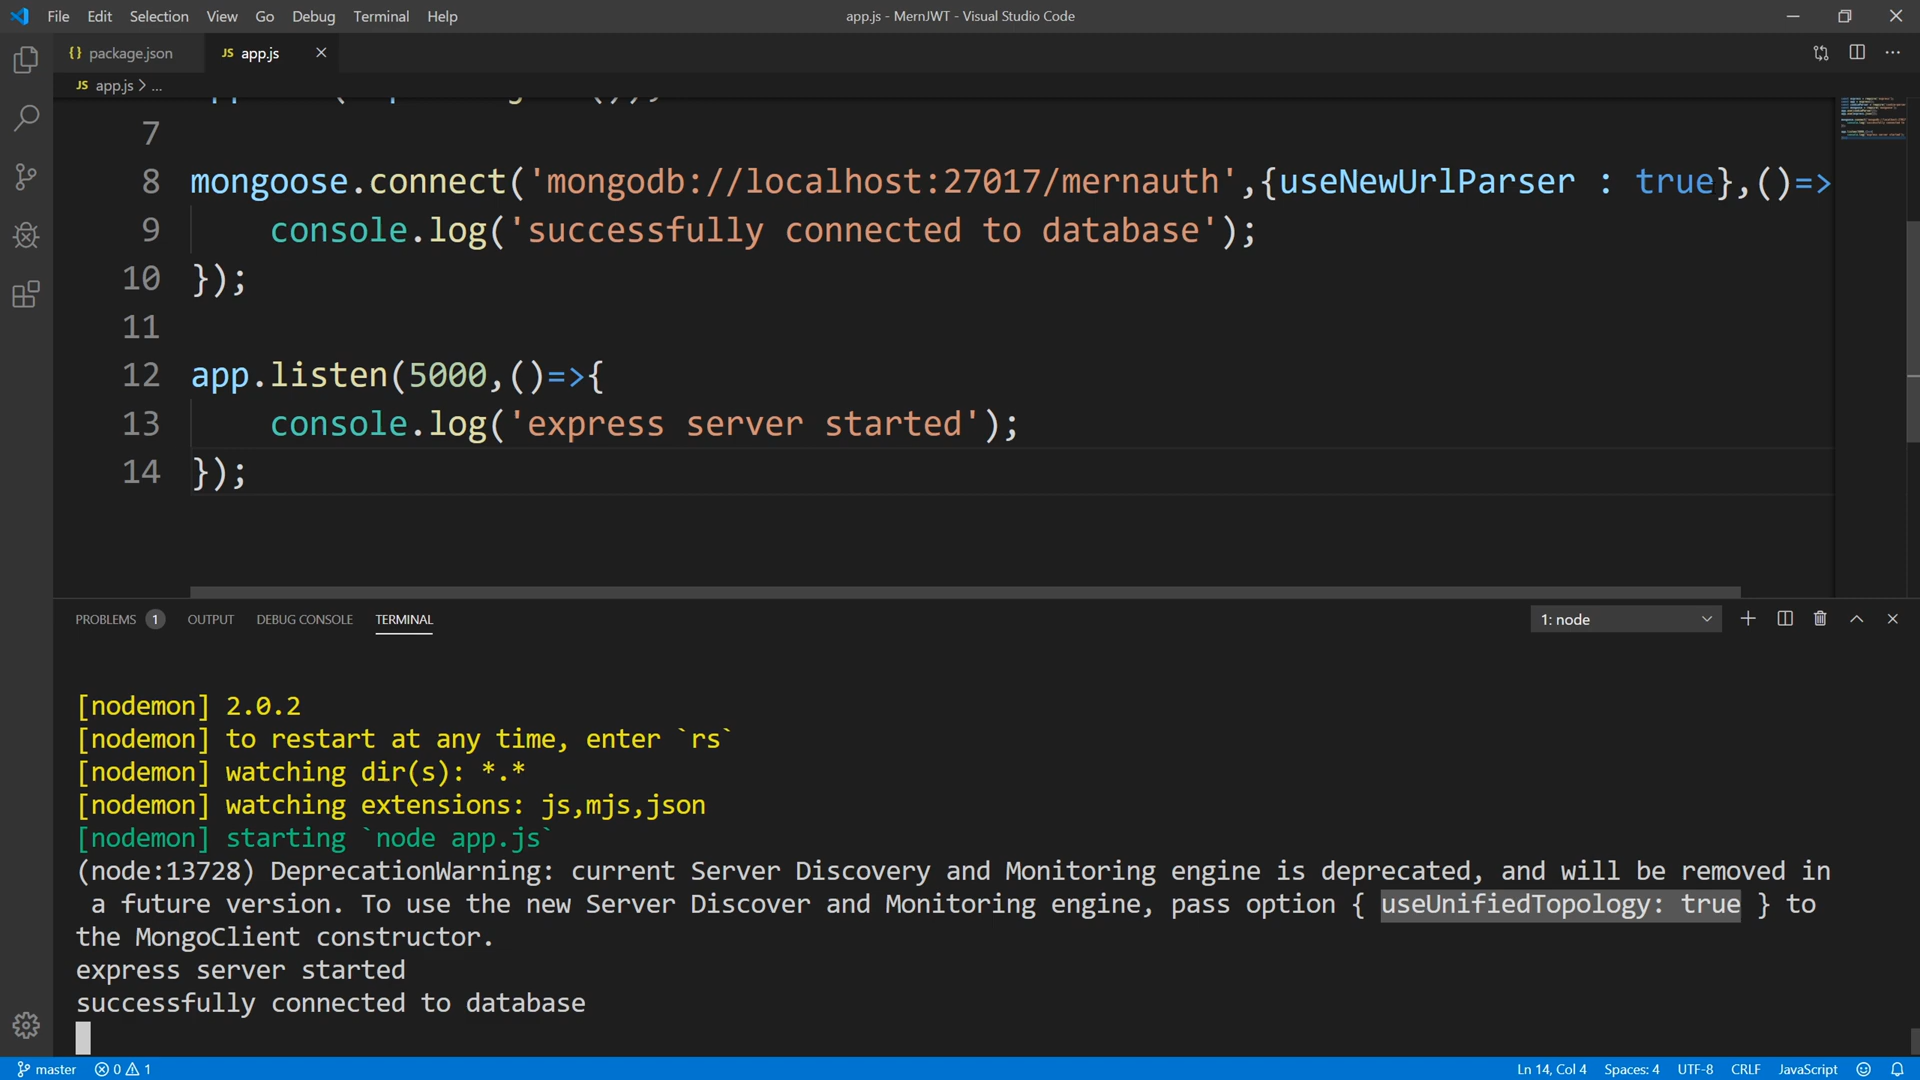 File Edit Selection View Go Debug Terminal Help
app.js - MernJWT - Visual Studio Code
{} package.json
JS app.js
JS app.js > ...
7
8 mongoose.connect('mongodb://localhost:27017/mernauth',{useNewUrlParser : true},()=>
9 console.log('successfully connected to database');
10 });
11
12 app.listen(5000,()=>{
13 console.log('express server started');
14 });
PROBLEMS 1 OUTPUT DEBUG CONSOLE TERMINAL
1: node
[nodemon] 2.0.2
[nodemon] to restart at any time, enter `rs`
[nodemon] watching dir(s): *.*
[nodemon] watching extensions: js,mjs,json
[nodemon] starting `node app.js`
(node:13728) DeprecationWarning: current Server Discovery and Monitoring engine is deprecated, and will be removed in
a future version. To use the new Server Discover and Monitoring engine, pass option { useUnifiedTopology: true } to
the MongoClient constructor.
express server started
successfully connected to database
master 0 1
Ln 14, Col 4 Spaces: 4 UTF-8 CRLF JavaScript